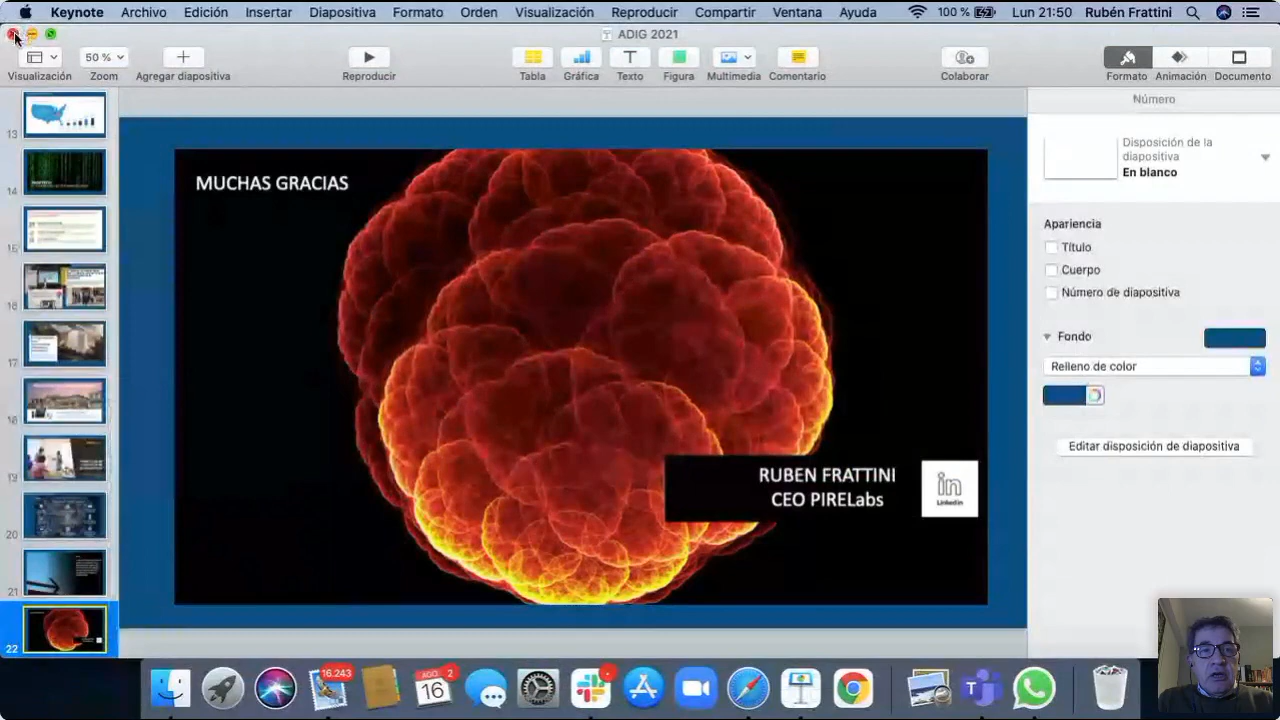 Keynote Archivo Edición Insertar Diapositiva Formato Orden Visualización Reproducir Compartir Ventana Ayuda 100 % Lun 21:50 Rubén Frattini
ADIG 2021
50 %
Visualización Zoom Agregar diapositiva Reproducir Tabla Gráfica Texto Figura Multimedia Comentario Colaborar Formato Animación Documento
Número
Disposición de la
diapositiva
En blanco
Apariencia
Título
Cuerpo
Número de diapositiva
Fondo
Relleno de color
Editar disposición de diapositiva
13
14
15
16
17
18
19
20
21
22
MUCHAS GRACIAS
RUBEN FRATTINI
CEO PIRELabs
in
Linkedin
16.243
AGO
2
16